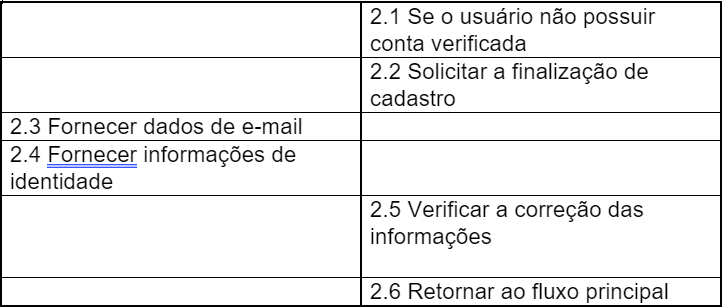 2.1 Se o usuário não possuir
conta verificada
2.2 Solicitar a finalização de
cadastro
2.3 Fornecer dados de e-mail
2.4 Fornecer informações de
identidade
2.5 Verificar a correção das
informações
2.6 Retornar ao fluxo principal